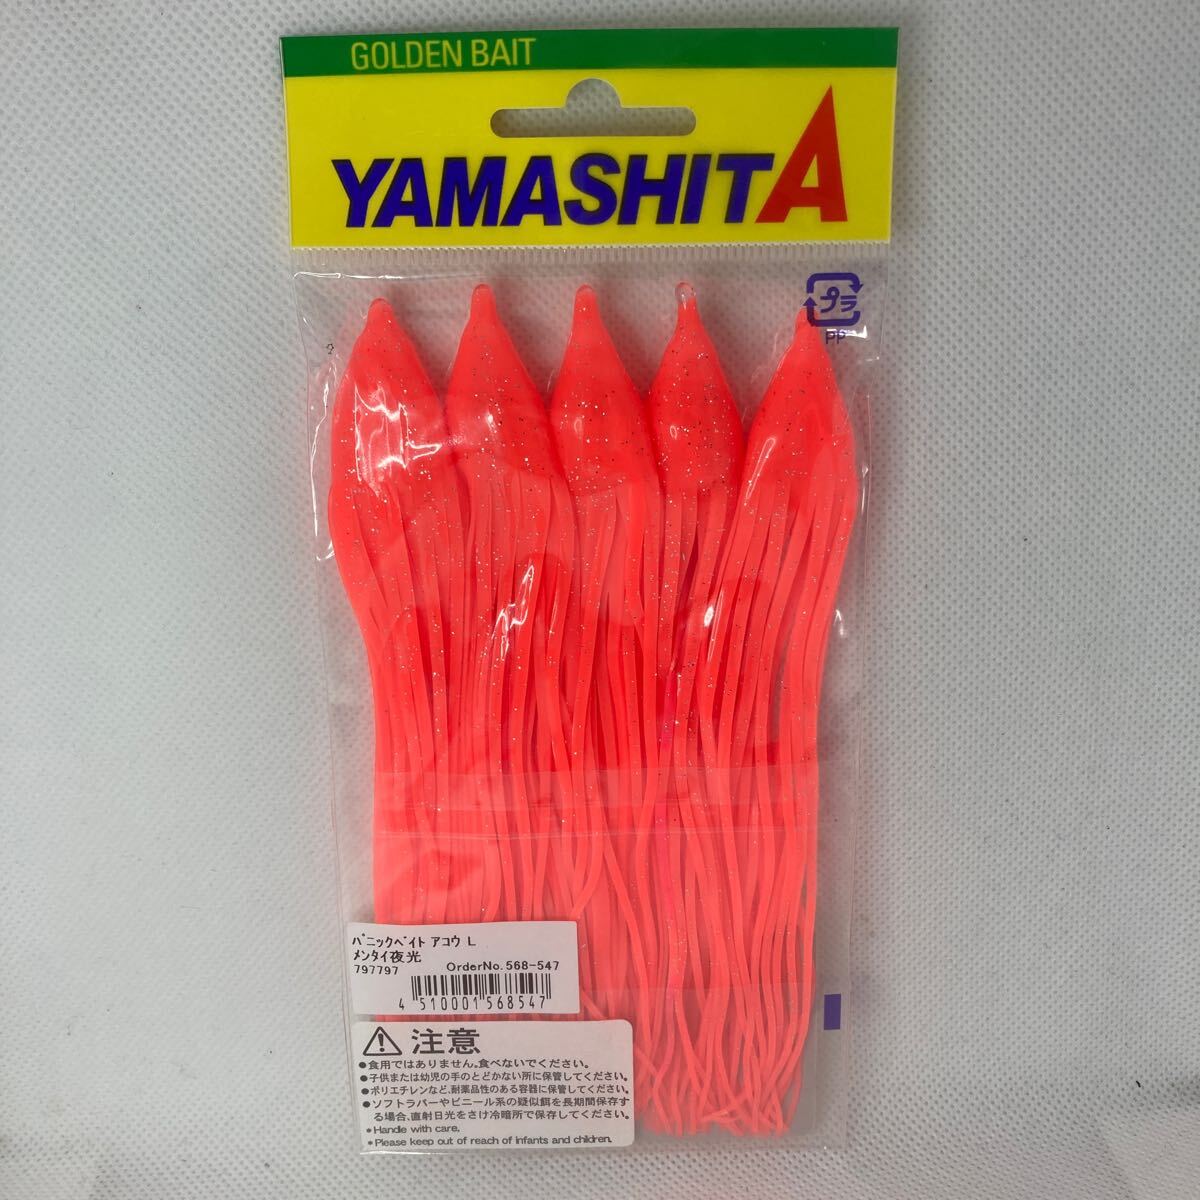 GOLDEN BAIT
YAMASHITA
プラ
PP
パニックベイト アコウ L
メンタイ夜光
797797 OrderNo.568-547
4 510001 568547
注意
●食用ではありません。食べないでください。
●子供または幼児の手のとどかない所に保管してください。
●ポリエチレンなど、耐薬品性のある容器に保管してください。
●ソフトラバーやビニール系の疑似餌を長期間保存す
る場合、直射日光をさけ冷暗所で保存してください。
*Handle with care.
*Please keep out of reach of infants and children.